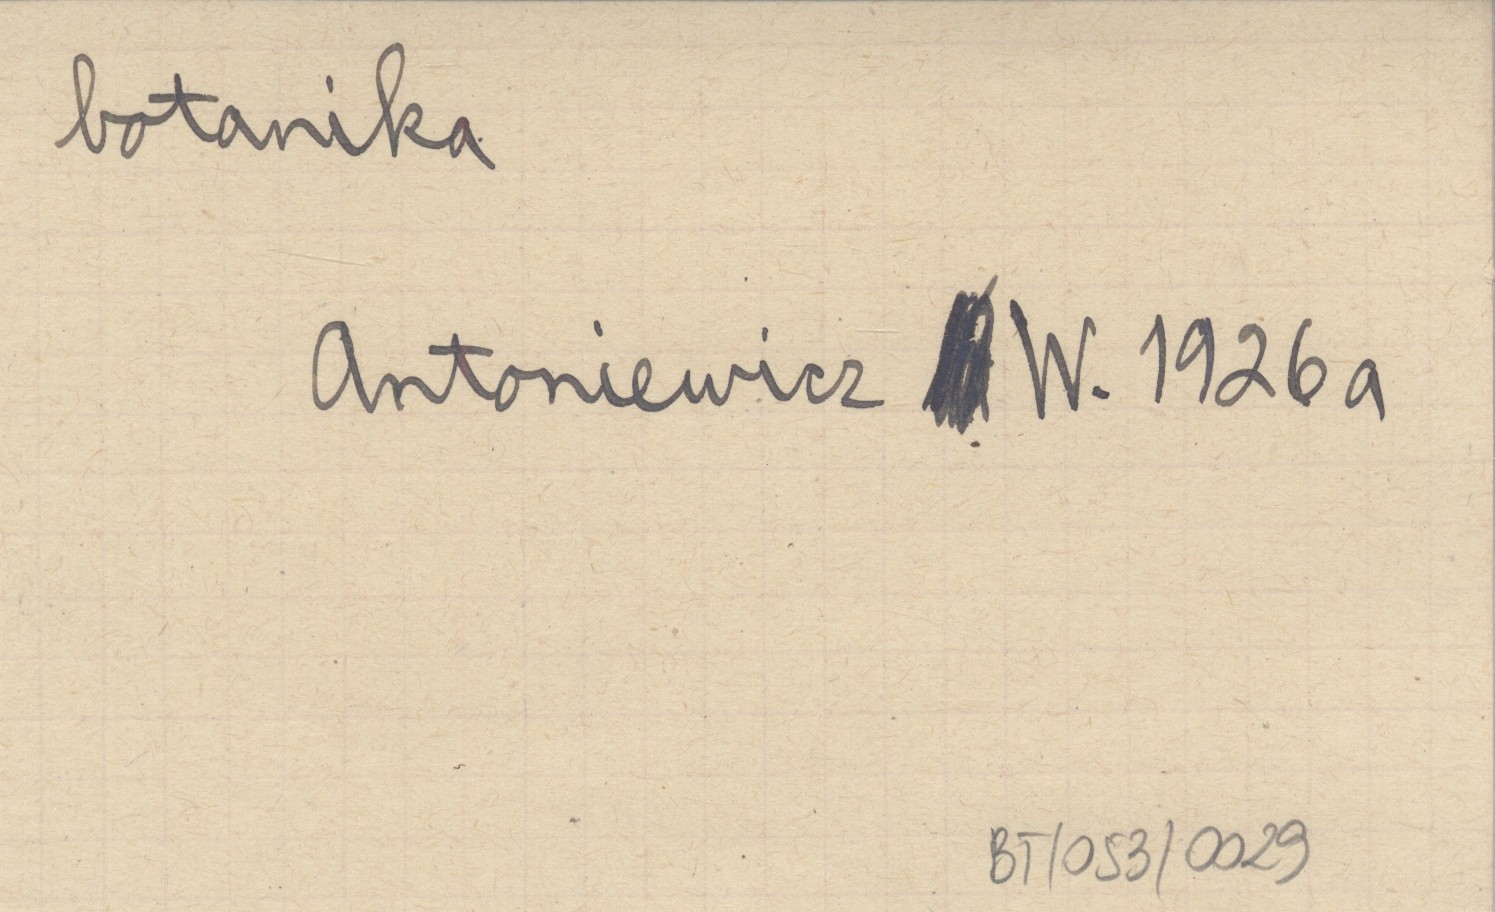 botanika
Antoniewicz W. 1926a
BT/053/0029